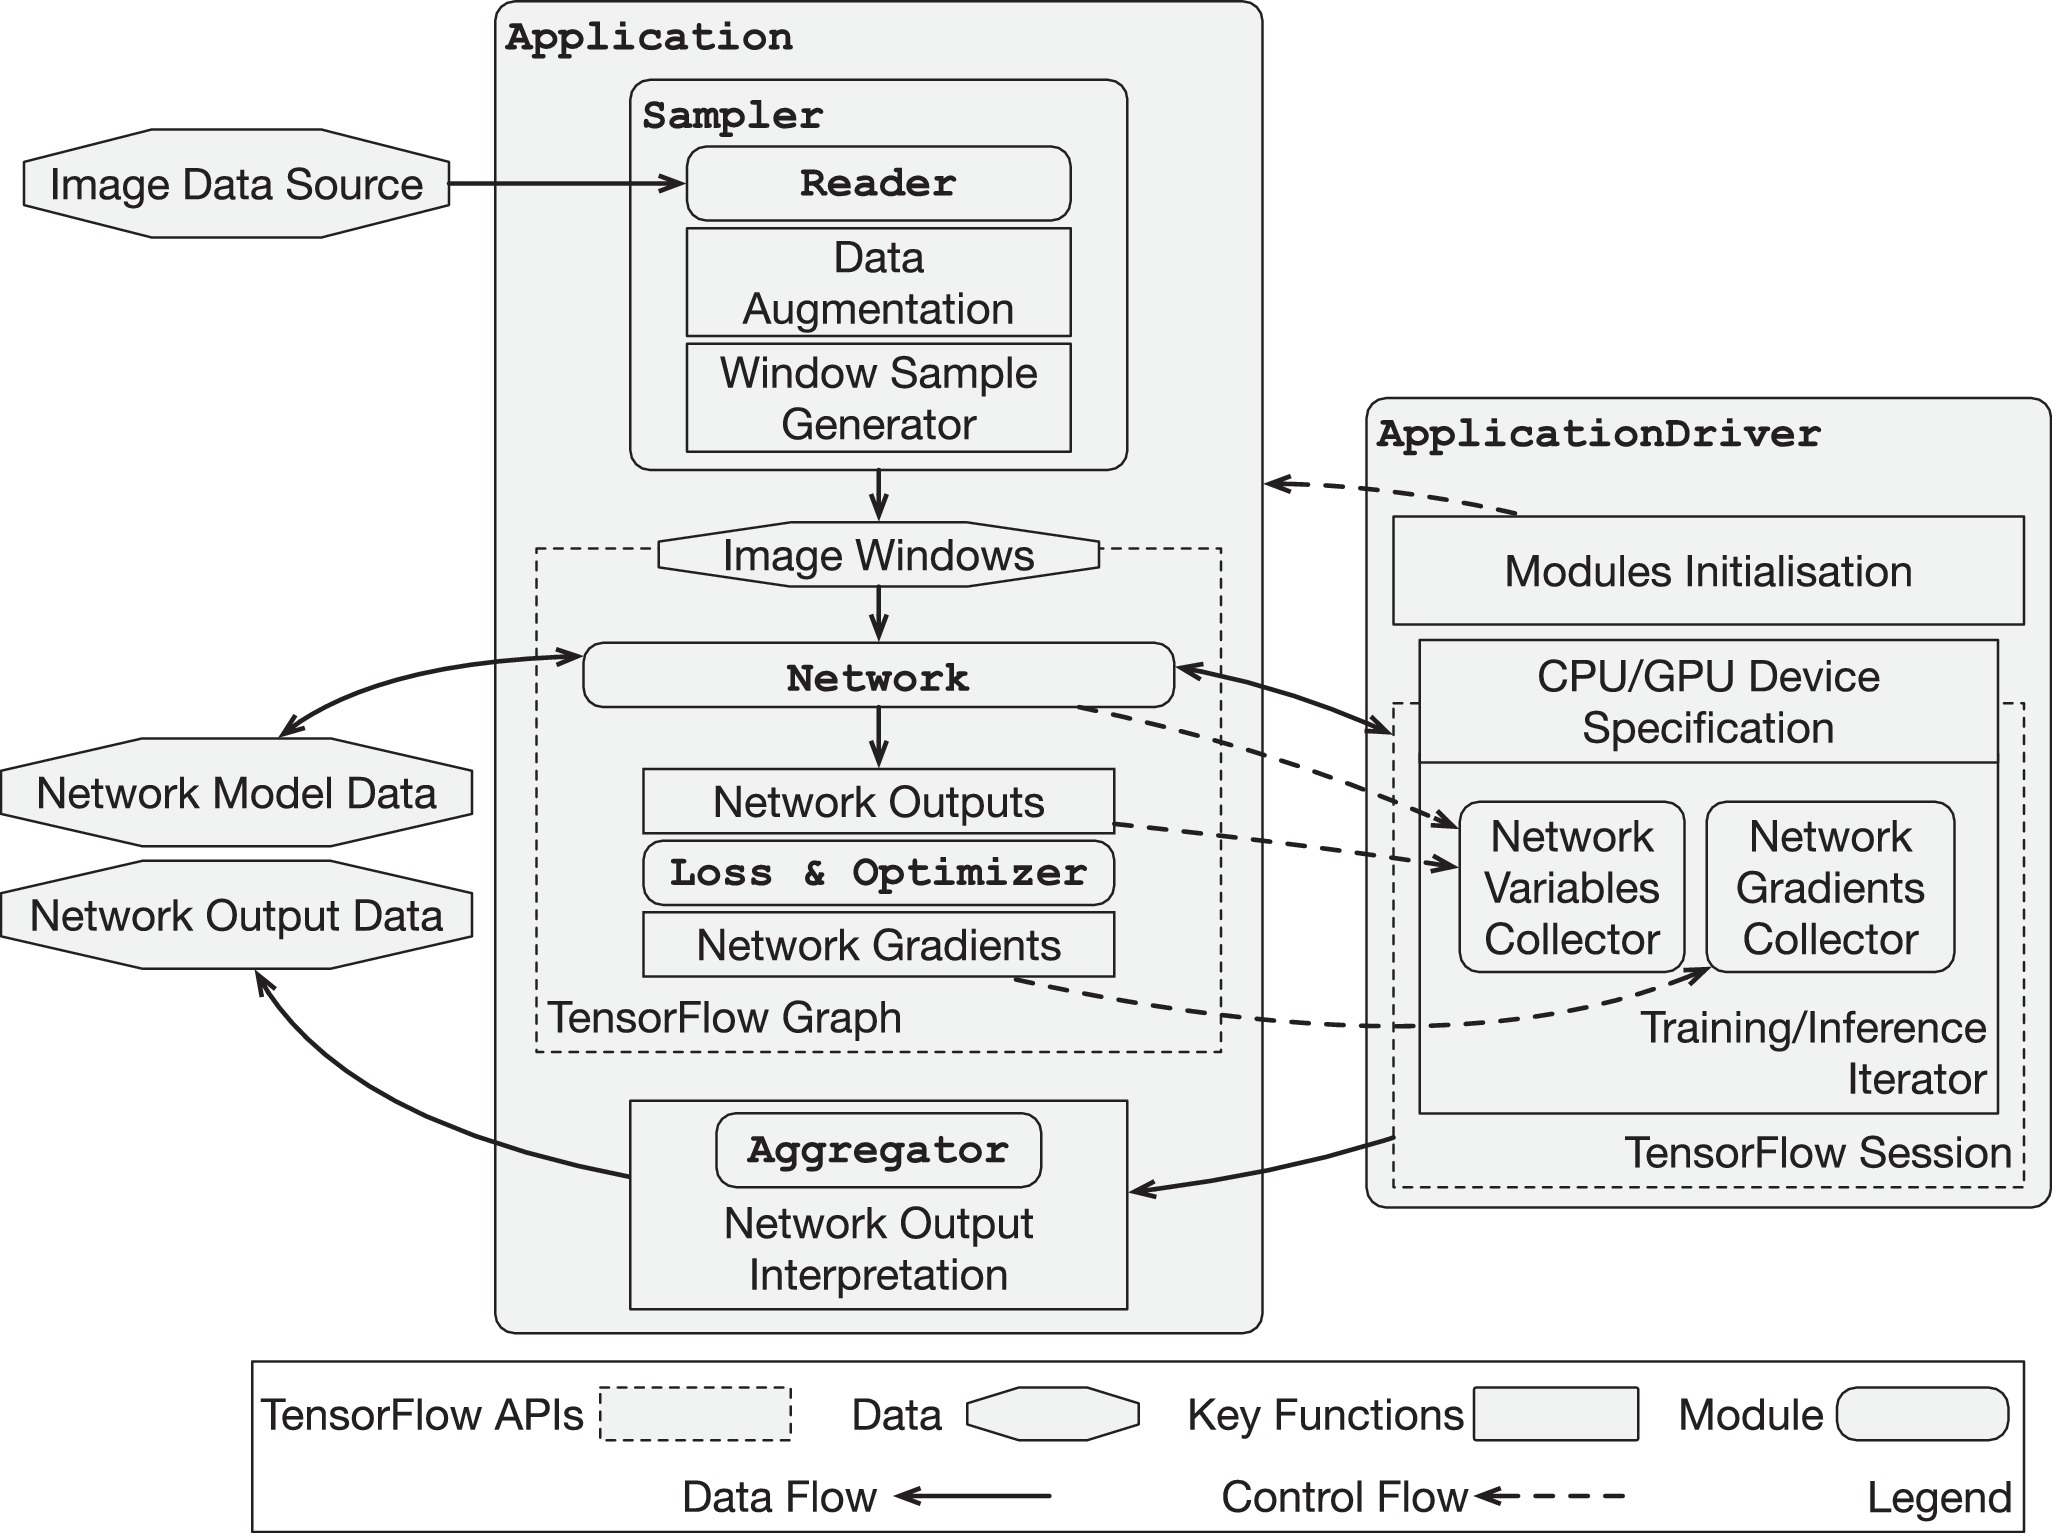 Application
Sampler
Image Data Source
Reader
Data
Augmentation
Window Sample
Generator
Image Windows
Network
Network Model Data
Network Outputs
Loss & Optimizer
Network Output Data
Network Gradients
TensorFlow Graph
Aggregator
Network Output
Interpretation
ApplicationDriver
Modules Initialisation
CPU/GPU Device
Specification
Network
Variables
Collector
Network
Gradients
Collector
Training/Inference
Iterator
TensorFlow Session
TensorFlow APIs
Data
Key Functions
Module
Data Flow
Control Flow
Legend